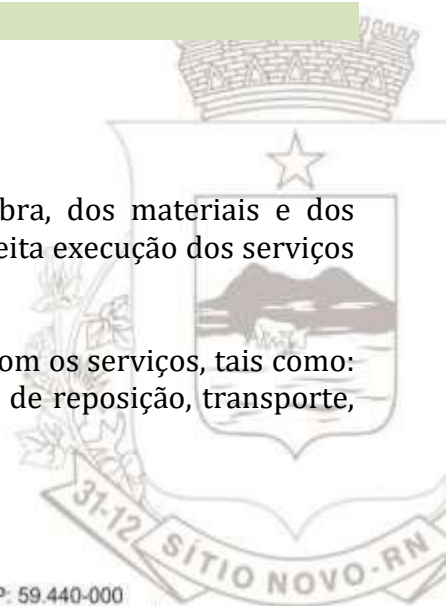 bra, dos materiais e dos
eita execução dos serviços
om os serviços, tais como:
de reposição, transporte,
31-12 SÍTIO NOVO-RN
P: 59.440-000